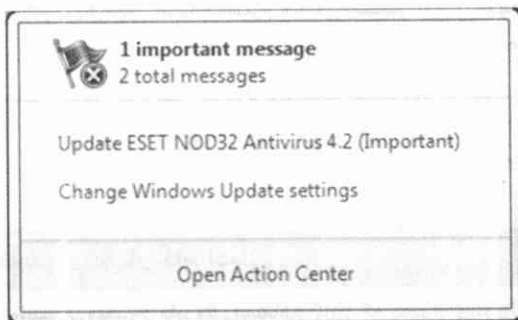 1 important message
2 total messages
Update ESET NOD32 Antivirus 4.2 (Important)
Change Windows Update settings
Open Action Center